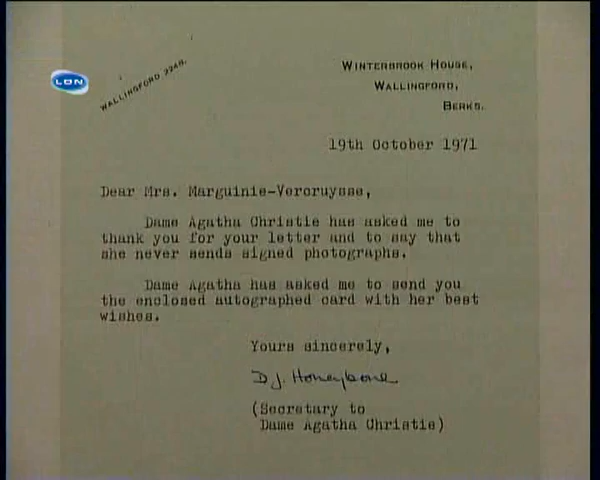 LDN
WALLINGFORD 2248.
WINTERBROOK HOUSE,
WALLINGFORD,
BERKS.
19th October 1971
Dear Mrs. Marguinie-Vercruysse,
Dame Agatha Christie has asked me to
thank you for your letter and to say that
she never sends signed photographs.
Dame Agatha has asked me to send you
the enclosed autographed card with her best
wishes.
Yours sincerely,
D.J. Honeybone
(Secretary to
Dame Agatha Christie)